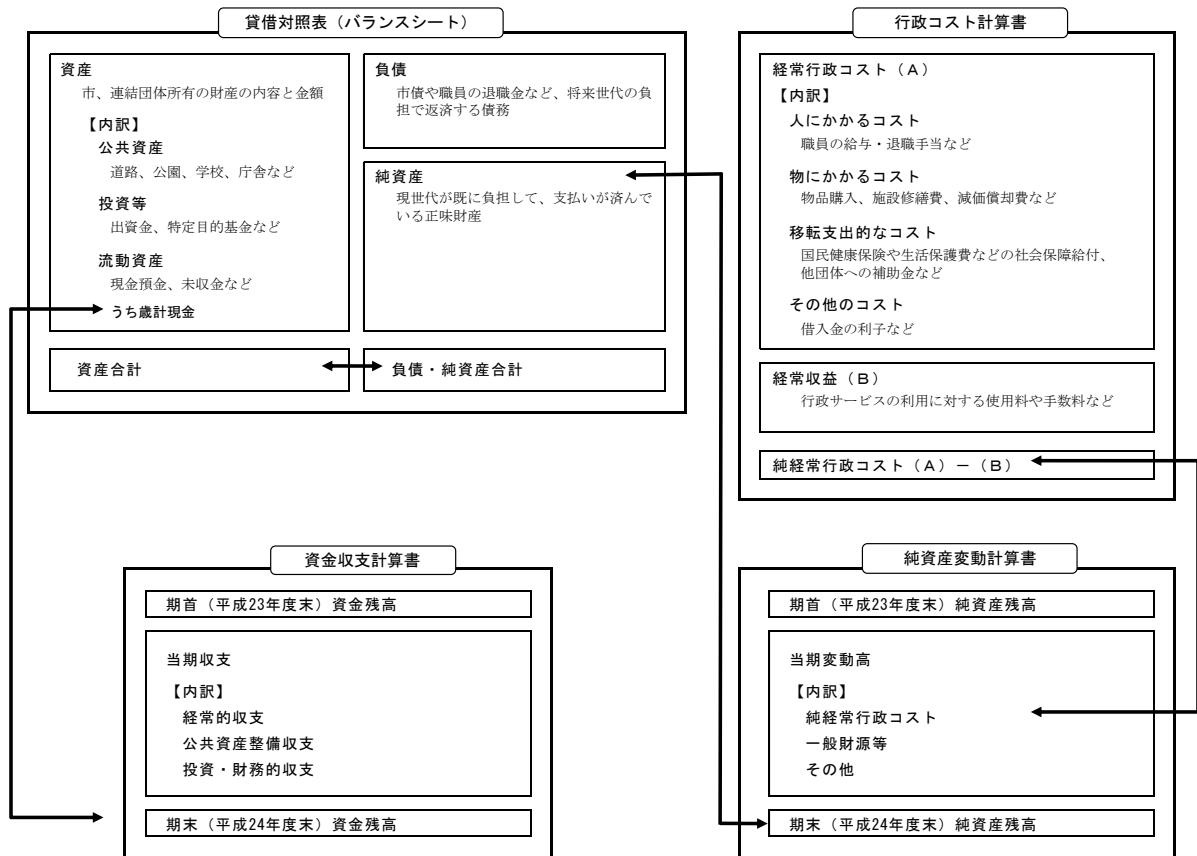 貸借対照表（バランスシート）
資産
市、連結団体所有の財産の内容と金額
【内訳】
公共資産
道路、公園、学校、庁舎など
投資等
出資金、特定目的基金など
流動資産
現金預金、未収金など
うち歳計現金
負債
市債や職員の退職金など、将来世代の負
担で返済する債務
純資産
現世代が既に負担して、支払いが済んで
いる正味財産
資産合計
負債・純資産合計
行政コスト計算書
経常行政コスト（Ａ）
【内訳】
人にかかるコスト
職員の給与・退職手当など
物にかかるコスト
物品購入、施設修繕費、減価償却費など
移転支出的なコスト
国民健康保険や生活保護費などの社会保障給付、
他団体への補助金など
その他のコスト
借入金の利子など
経常収益（Ｂ）
行政サービスの利用に対する使用料や手数料など
純経常行政コスト（Ａ）－（Ｂ）
資金収支計算書
期首（平成23年度末）資金残高
当期収支
【内訳】
経常的収支
公共資産整備収支
投資・財務的収支
期末（平成24年度末）資金残高
純資産変動計算書
期首（平成23年度末）純資産残高
当期変動高
【内訳】
純経常行政コスト
一般財源等
その他
期末（平成24年度末）純資産残高